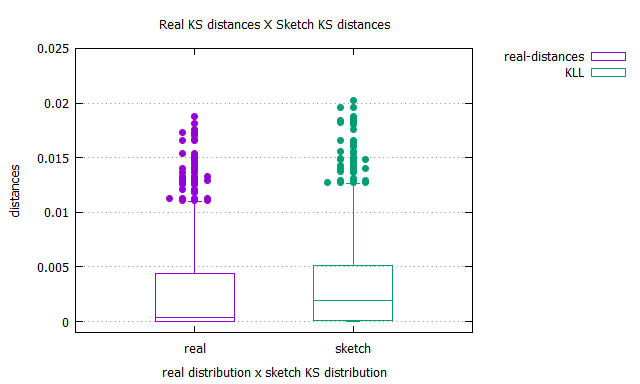 Real KS distances X Sketch KS distances
real-distances
KLL
0.025
0.02
0.015
0.01
0.005
0
distances
real
sketch
real distribution x sketch KS distribution